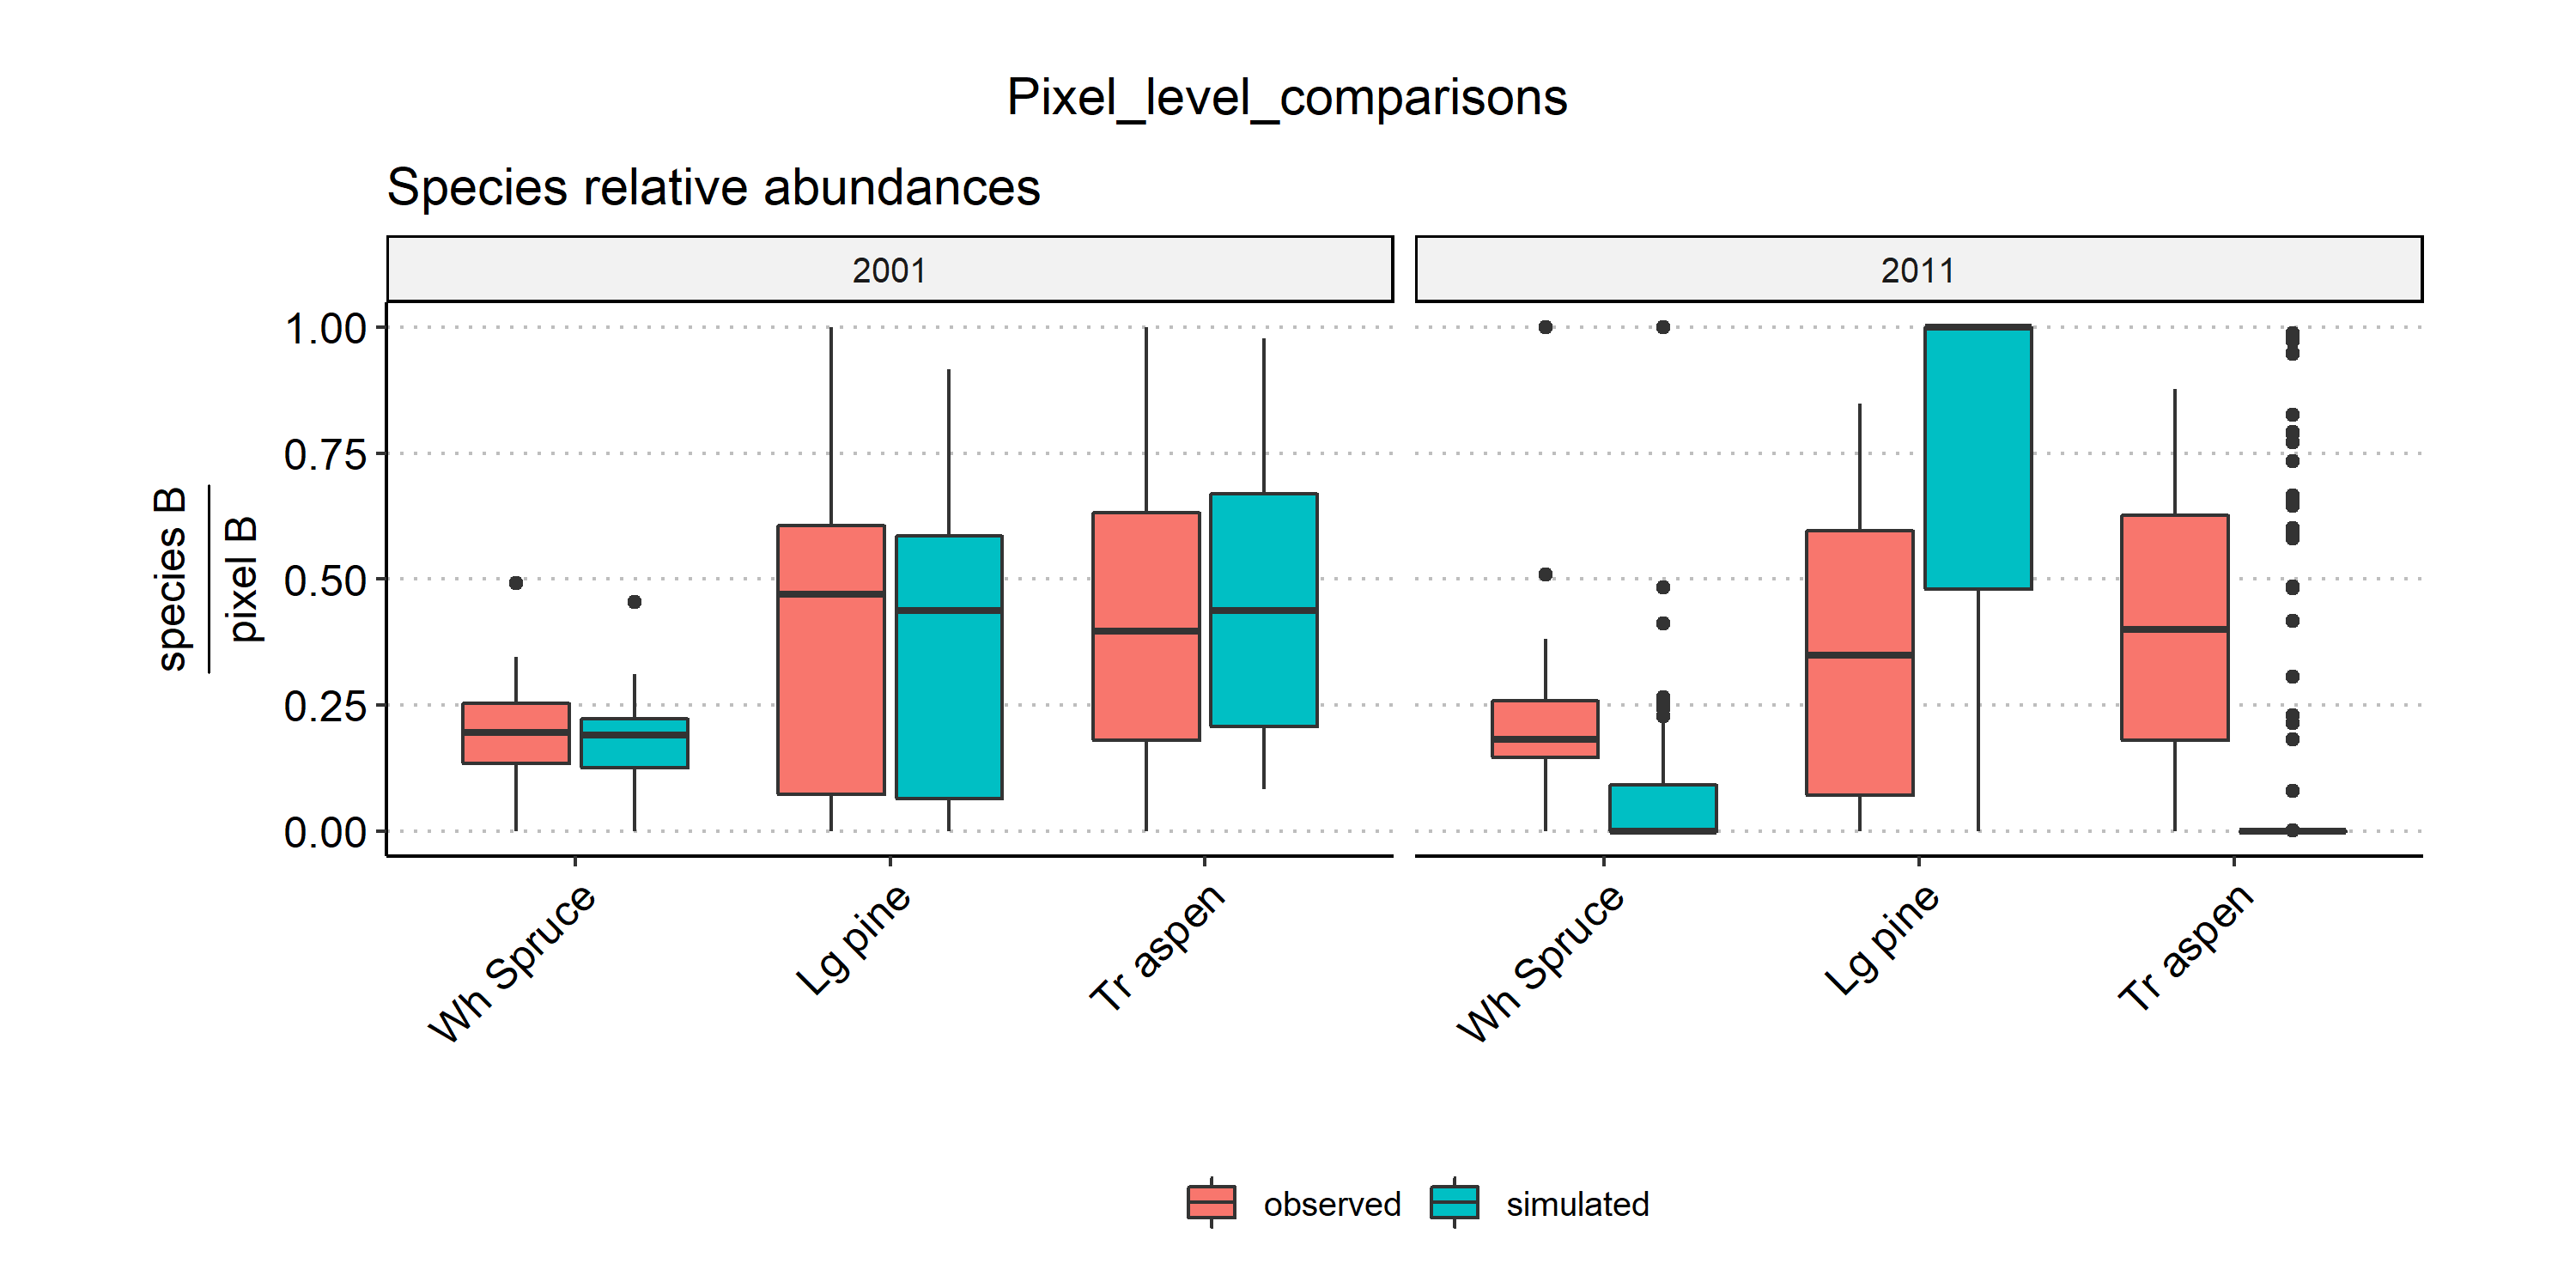 Pixel_level_comparisons
Species relative abundances
2001
2011
species B
pixel B
1.00
0.75
0.50
0.25
0.00
Wh Spruce
Lg pine
Tr aspen
Wh Spruce
Lg pine
Tr aspen
observed
simulated